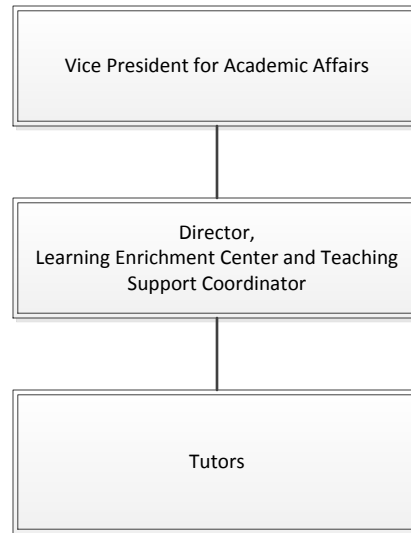 Vice President for Academic Affairs
Director,
Learning Enrichment Center and Teaching
Support Coordinator
Tutors